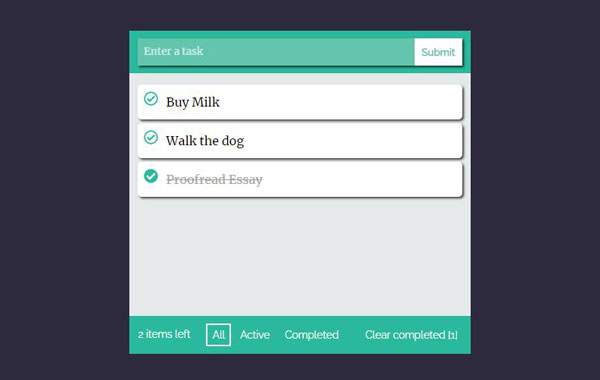 Enter a task Submit
Buy Milk
Walk the dog
Proofread Essay
2 items left All Active Completed Clear completed [1]